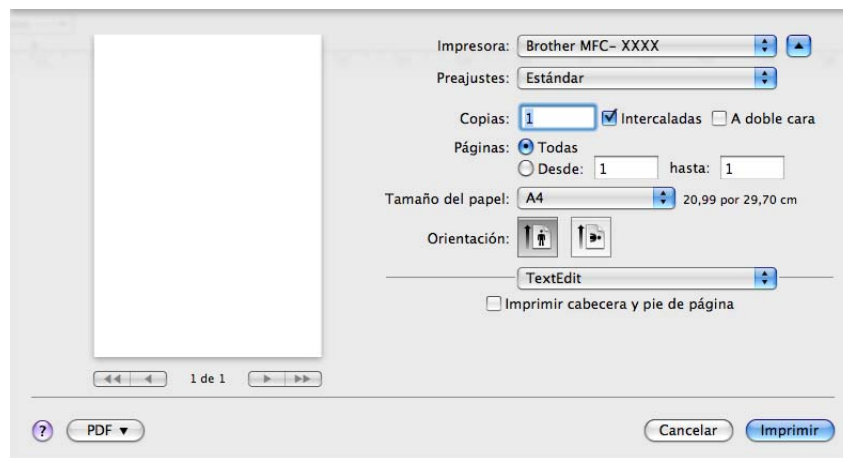 Impresora: Brother MFC- XXXX
Preajustes: Estándar
Copias: 1 Intercaladas A doble cara
Páginas: Todas
Desde: 1 hasta: 1
Tamaño del papel: A4 20,99 por 29,70 cm
Orientación:
TextEdit
Imprimir cabecera y pie de página
1 de 1
? PDF Cancelar Imprimir